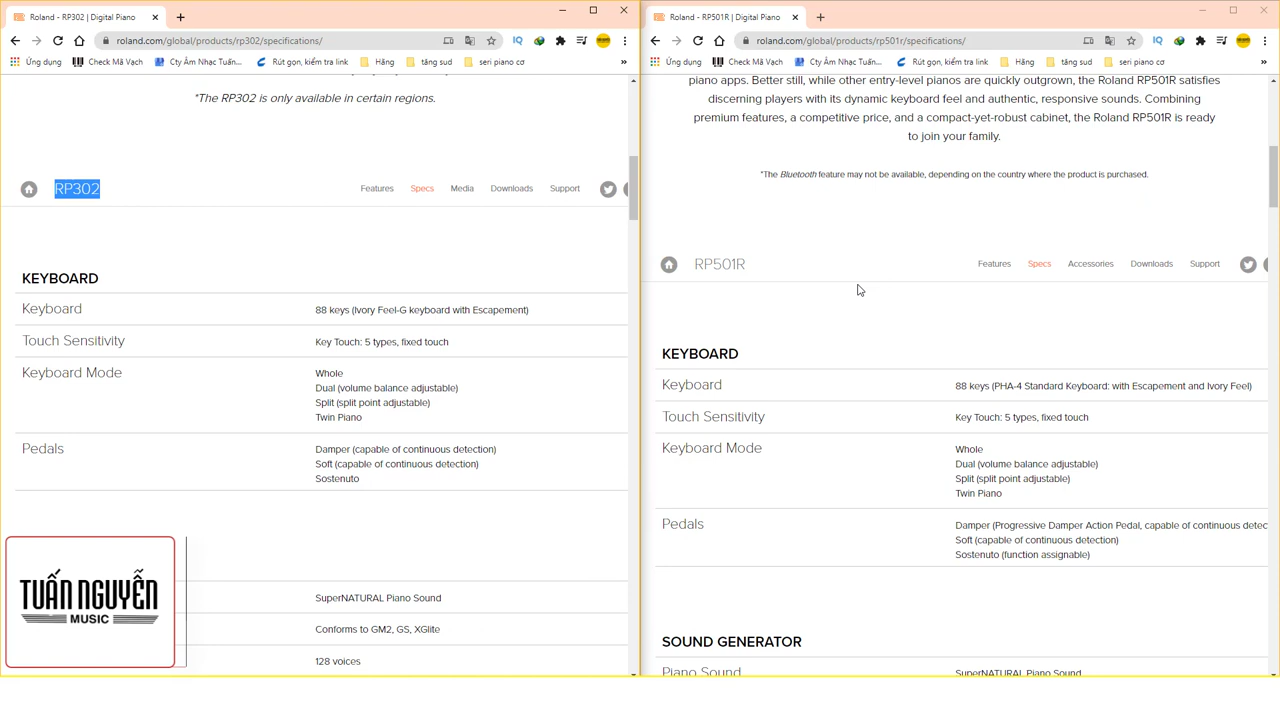 Roland - RP302 | Digital Piano
roland.com/global/products/rp302/specifications/
Ứng dụng
Check Mã Vạch
Cty Âm Nhạc Tuấn...
Rút gọn, kiểm tra link
Hãng
tăng sud
seri piano cơ
*The RP302 is only available in certain regions.
RP302
Features
Specs
Media
Downloads
Support
KEYBOARD
Keyboard
88 keys (Ivory Feel-G keyboard with Escapement)
Touch Sensitivity
Key Touch: 5 types, fixed touch
Keyboard Mode
Whole
Dual (volume balance adjustable)
Split (split point adjustable)
Twin Piano
Pedals
Damper (capable of continuous detection)
Soft (capable of continuous detection)
Sostenuto
SuperNATURAL Piano Sound
Conforms to GM2, GS, XGlite
128 voices
TUẤN NGUYỄN
MUSIC
Roland - RP501R | Digital Piano
roland.com/global/products/rp501r/specifications/
Ứng dụng
Check Mã Vạch
Cty Âm Nhạc Tuấn...
Rút gọn, kiểm tra link
Hãng
tăng sud
seri piano cơ
piano apps. Better still, while other entry-level pianos are quickly outgrown, the Roland RP501R satisfies
discerning players with its dynamic keyboard feel and authentic, responsive sounds. Combining
premium features, a competitive price, and a compact-yet-robust cabinet, the Roland RP501R is ready
to join your family.
*The Bluetooth feature may not be available, depending on the country where the product is purchased.
RP501R
Features
Specs
Accessories
Downloads
Support
KEYBOARD
Keyboard
88 keys (PHA-4 Standard Keyboard: with Escapement and Ivory Feel)
Touch Sensitivity
Key Touch: 5 types, fixed touch
Keyboard Mode
Whole
Dual (volume balance adjustable)
Split (split point adjustable)
Twin Piano
Pedals
Damper (Progressive Damper Action Pedal, capable of continuous detec
Soft (capable of continuous detection)
Sostenuto (function assignable)
SOUND GENERATOR
Piano Sound
SuperNATURAL Piano Sound